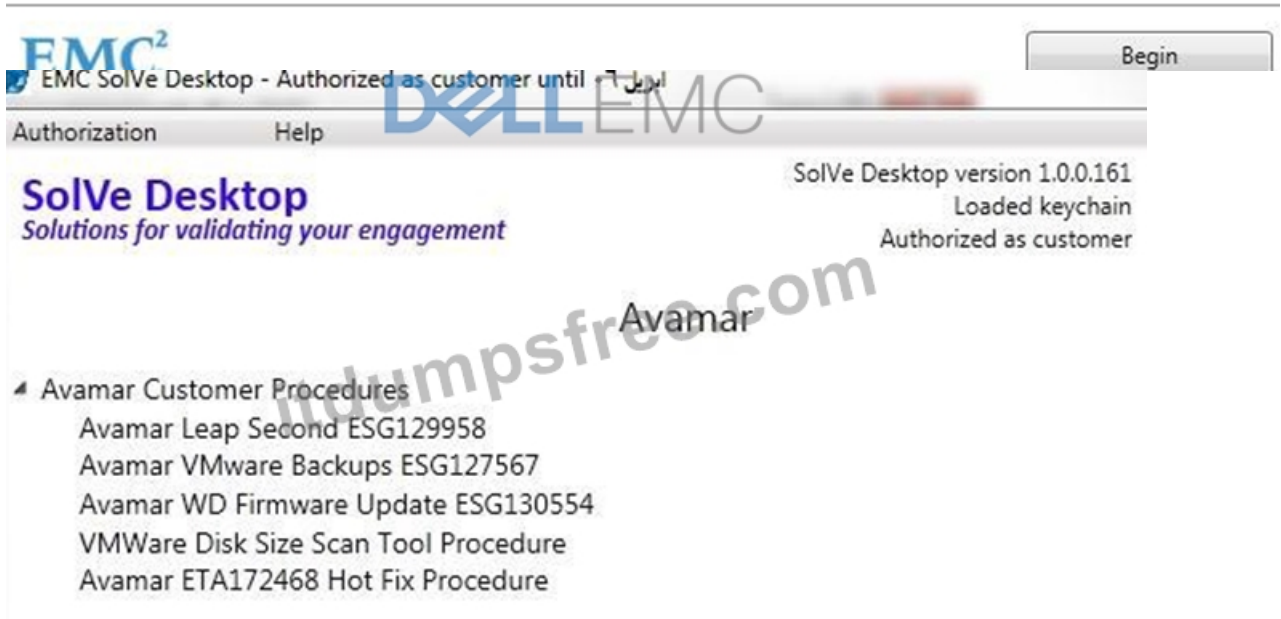 EMC²
Begin
EMC SolVe Desktop - Authorized as customer until ابريل ٠٦
DELLEMC
Authorization Help
SolVe Desktop
Solutions for validating your engagement
SolVe Desktop version 1.0.0.161
Loaded keychain
Authorized as customer
Avamar
itdumpsfree.com
Avamar Customer Procedures
Avamar Leap Second ESG129958
Avamar VMware Backups ESG127567
Avamar WD Firmware Update ESG130554
VMWare Disk Size Scan Tool Procedure
Avamar ETA172468 Hot Fix Procedure